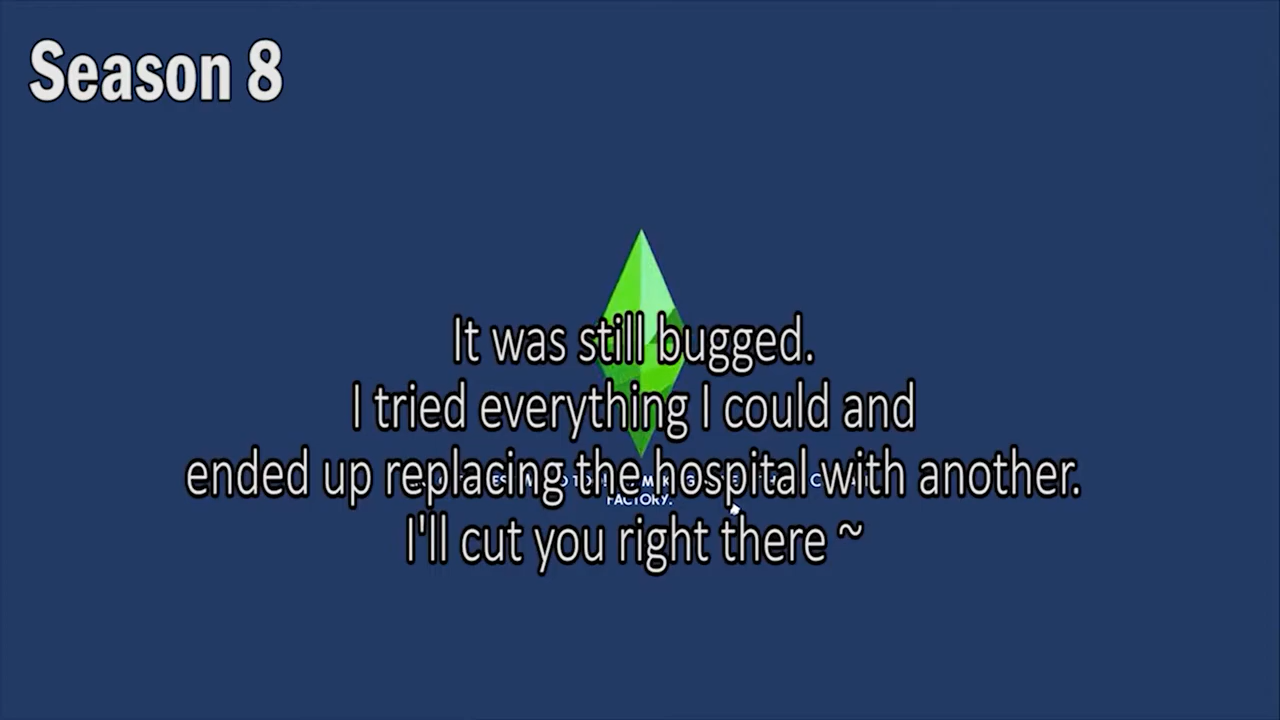 Season 8
It was still bugged.
I tried everything I could and
ended up replacing the hospital with another.
FACTORY.
I'll cut you right there ~